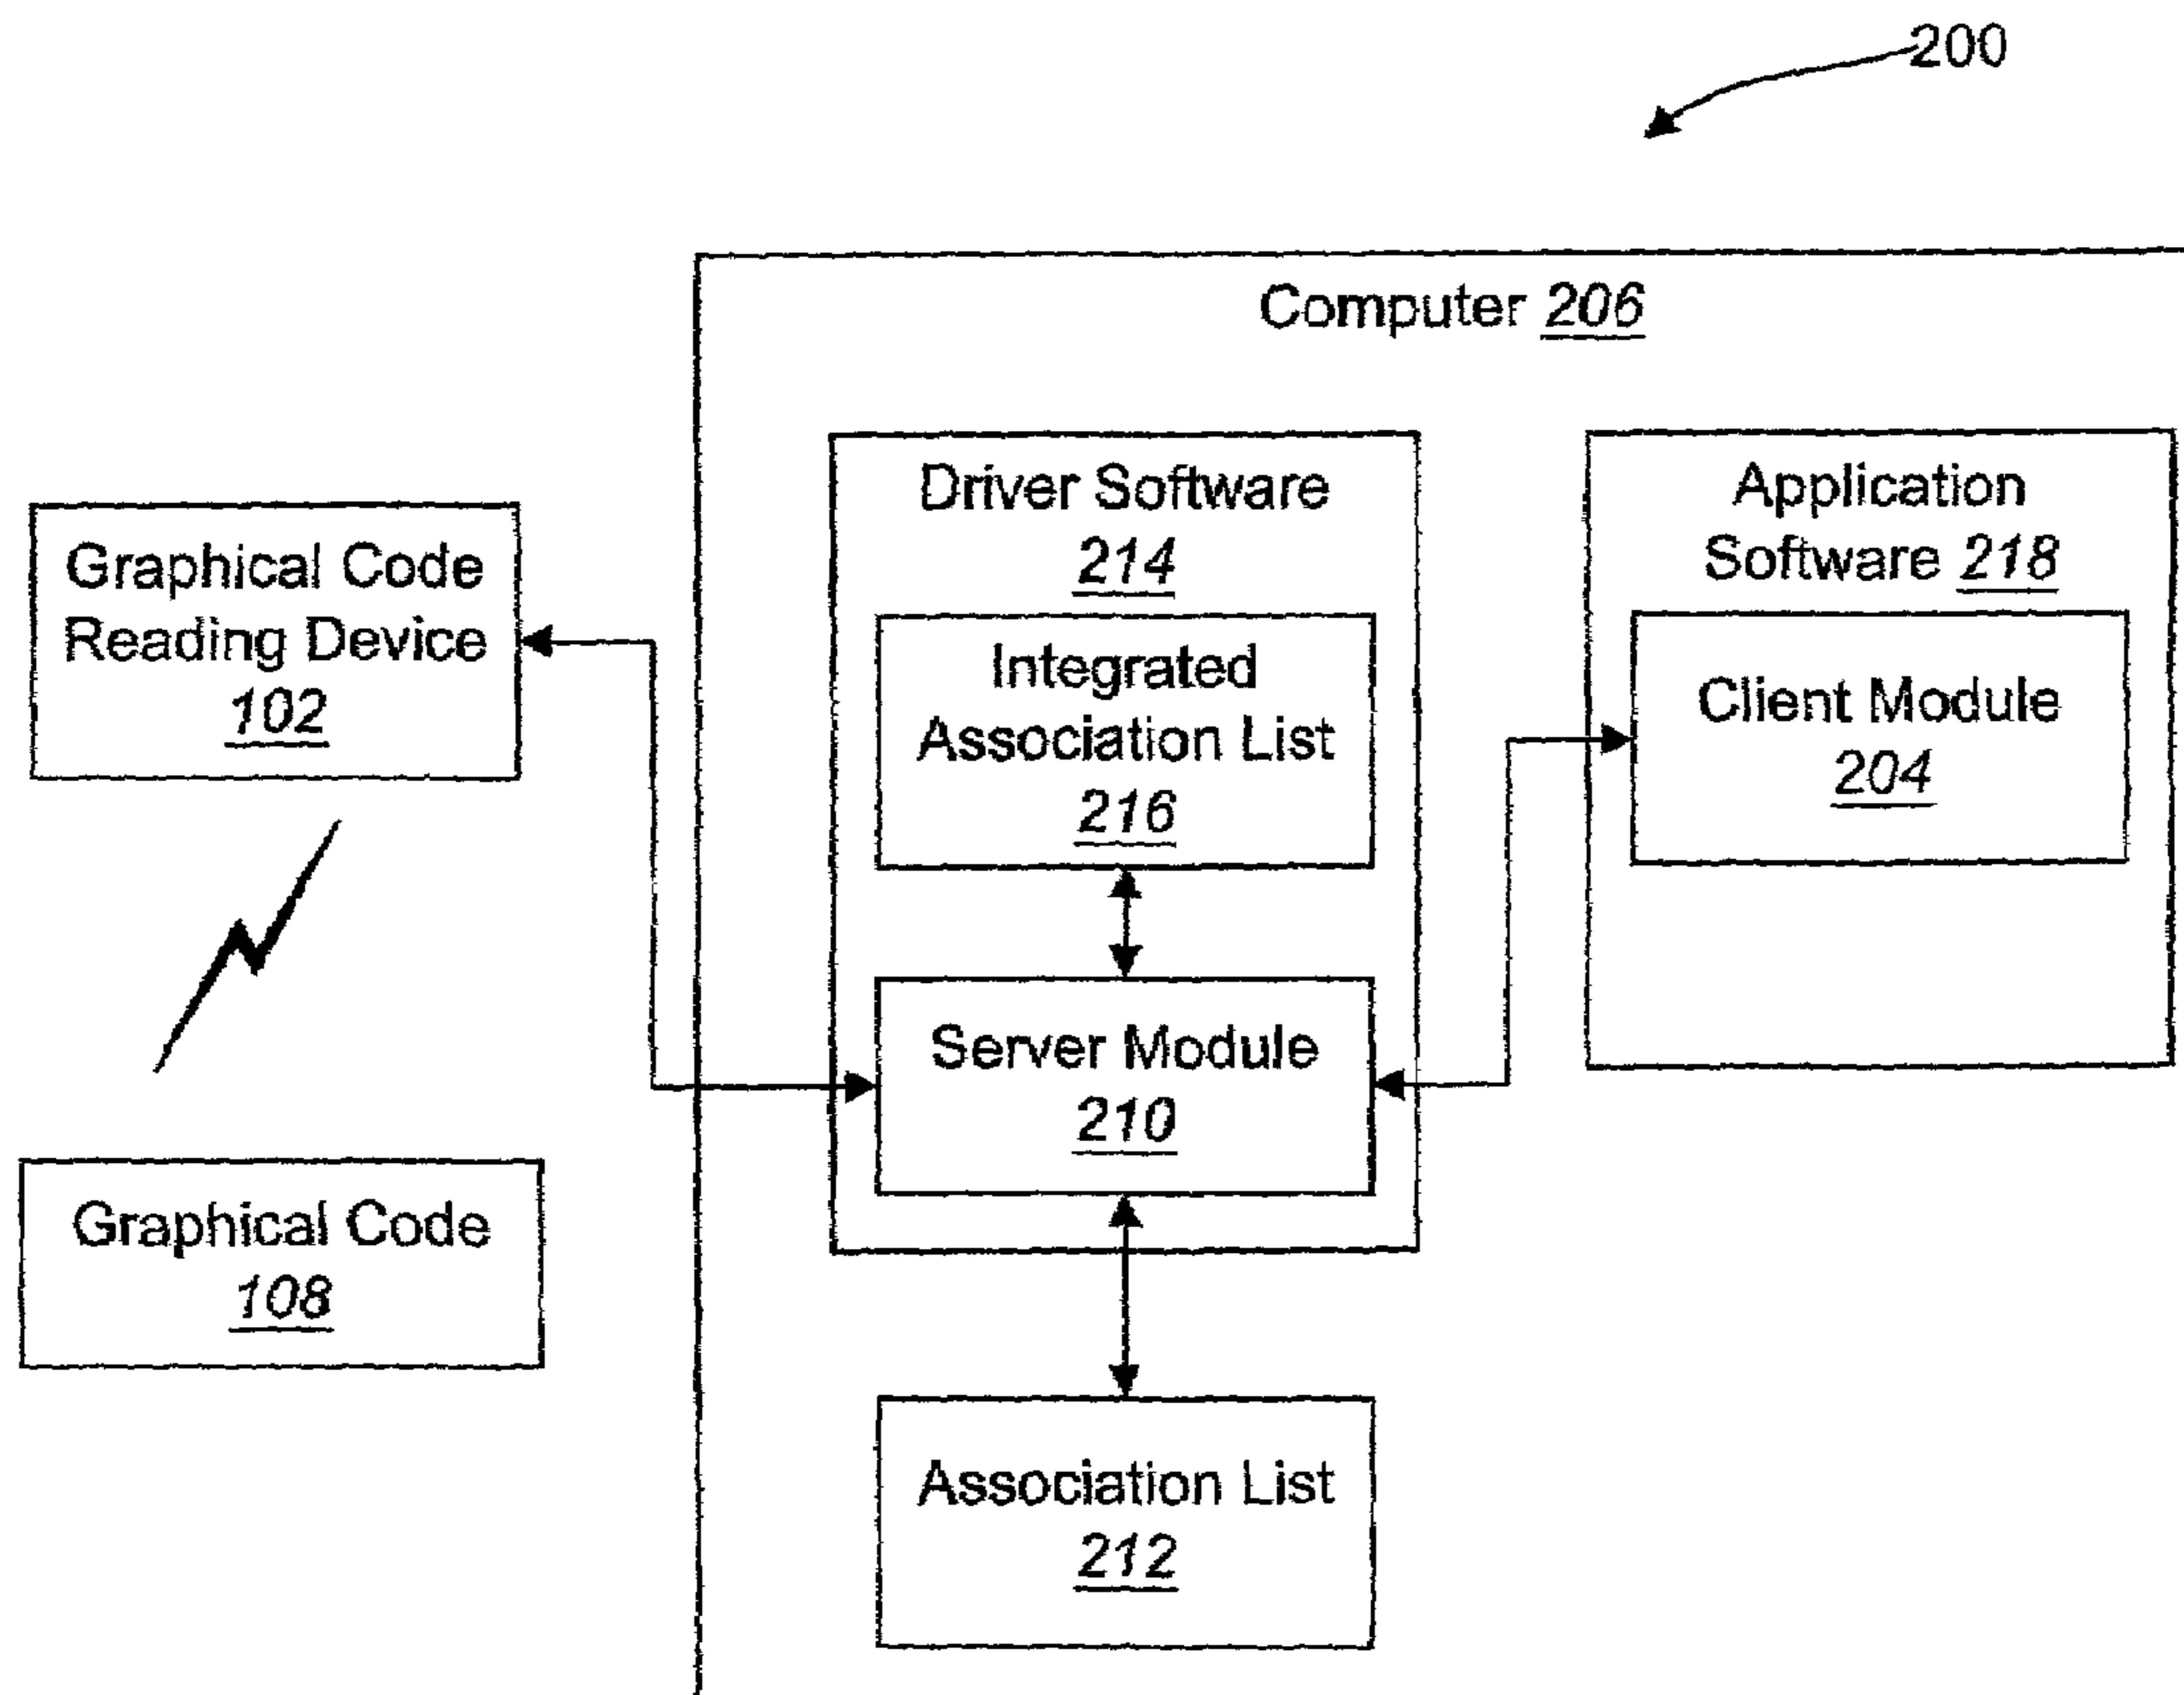 200
Computer 206
Driver Software
214
Application
Software 218
Graphical Code
Reading Device
102
Integrated
Association List
216
Client Module
204
Server Module
210
Graphical Code
108
Association List
212